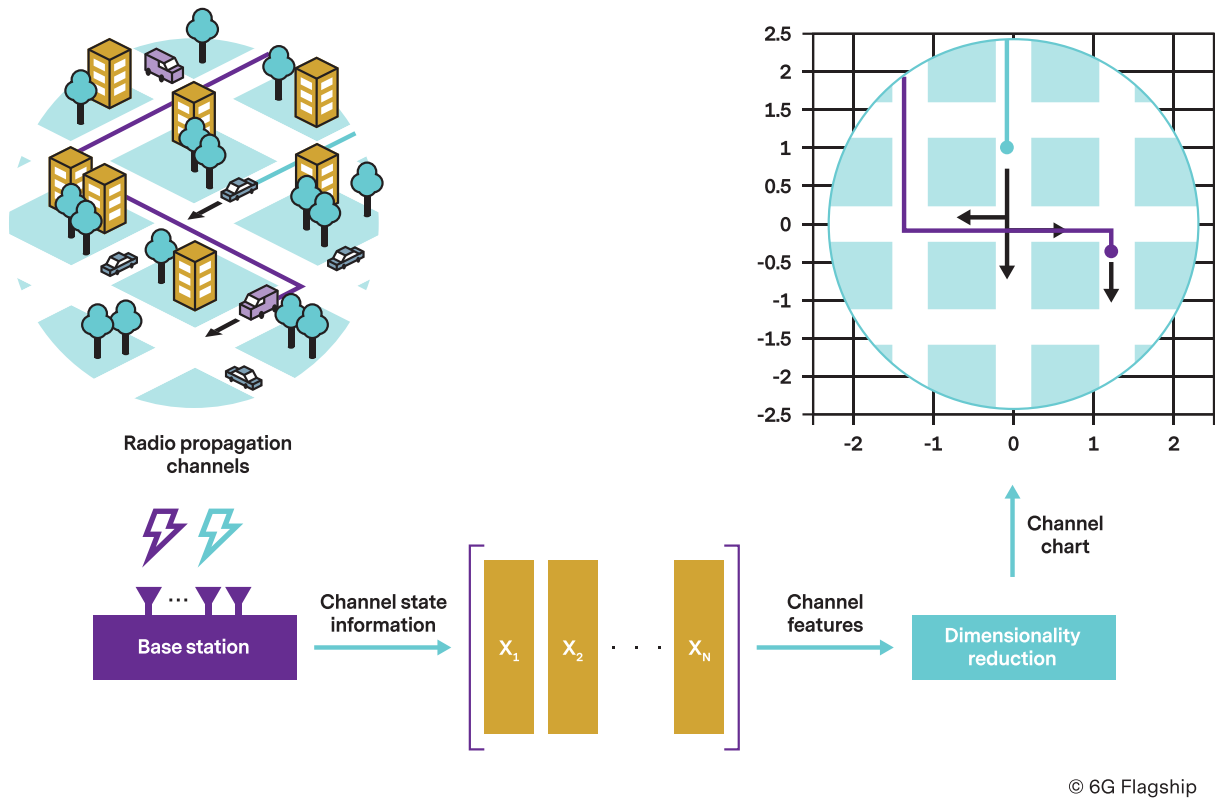 2.5
2
1.5
1
0.5
0
-0.5
-1
-1.5
-2
-2.5
-2 -1 0 1 2
Radio propagation
channels
Channel
chart
Base station
Channel state
information
X1 X2 . . . XN
Channel
features
Dimensionality
reduction
© 6G Flagship